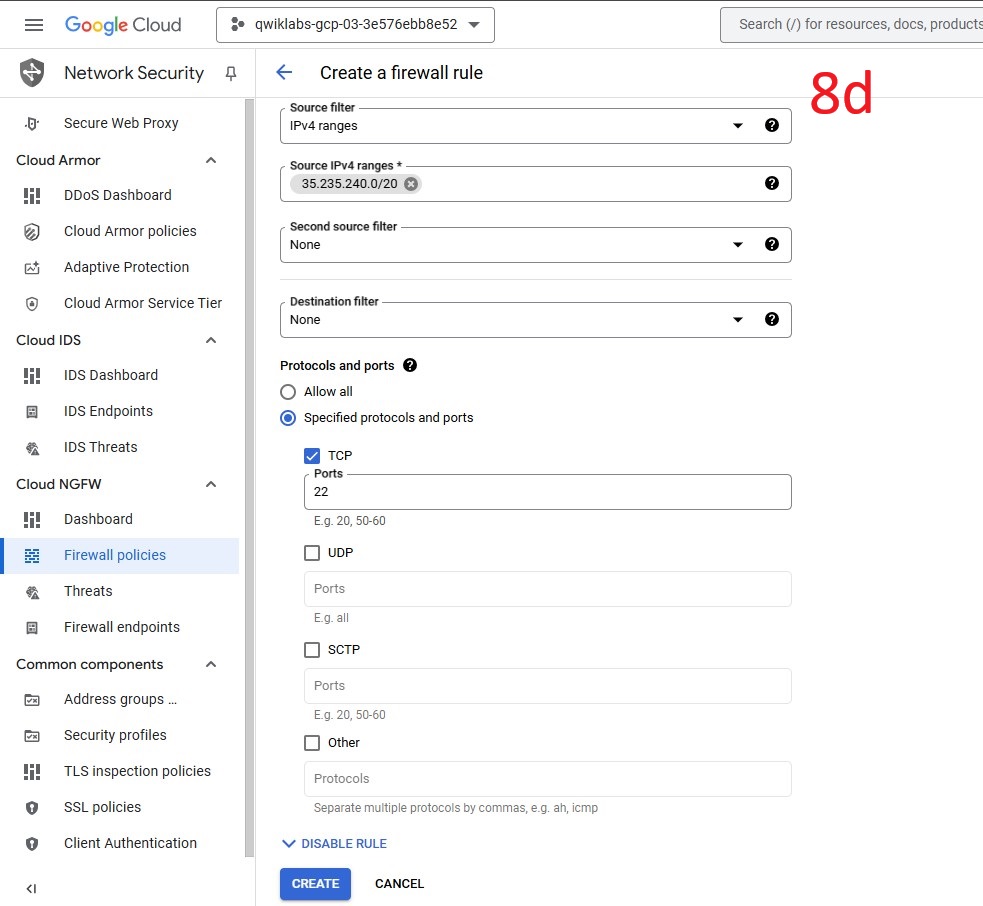 Google Cloud
qwiklabs-gcp-03-3e576ebb8e52
Search (/) for resources, docs, products
Network Security
Create a firewall rule
8d
Secure Web Proxy
Cloud Armor
DDoS Dashboard
Cloud Armor policies
Adaptive Protection
Cloud Armor Service Tier
Cloud IDS
IDS Dashboard
IDS Endpoints
IDS Threats
Cloud NGFW
Dashboard
Firewall policies
Threats
Firewall endpoints
Common components
Address groups ...
Security profiles
TLS inspection policies
SSL policies
Client Authentication
Source filter
IPv4 ranges
Source IPv4 ranges *
35.235.240.0/20
Second source filter
None
Destination filter
None
Protocols and ports
Allow all
Specified protocols and ports
TCP
Ports
22
E.g. 20, 50-60
UDP
Ports
E.g. all
SCTP
Ports
E.g. 20, 50-60
Other
Protocols
Separate multiple protocols by commas, e.g. ah, icmp
DISABLE RULE
CREATE
CANCEL